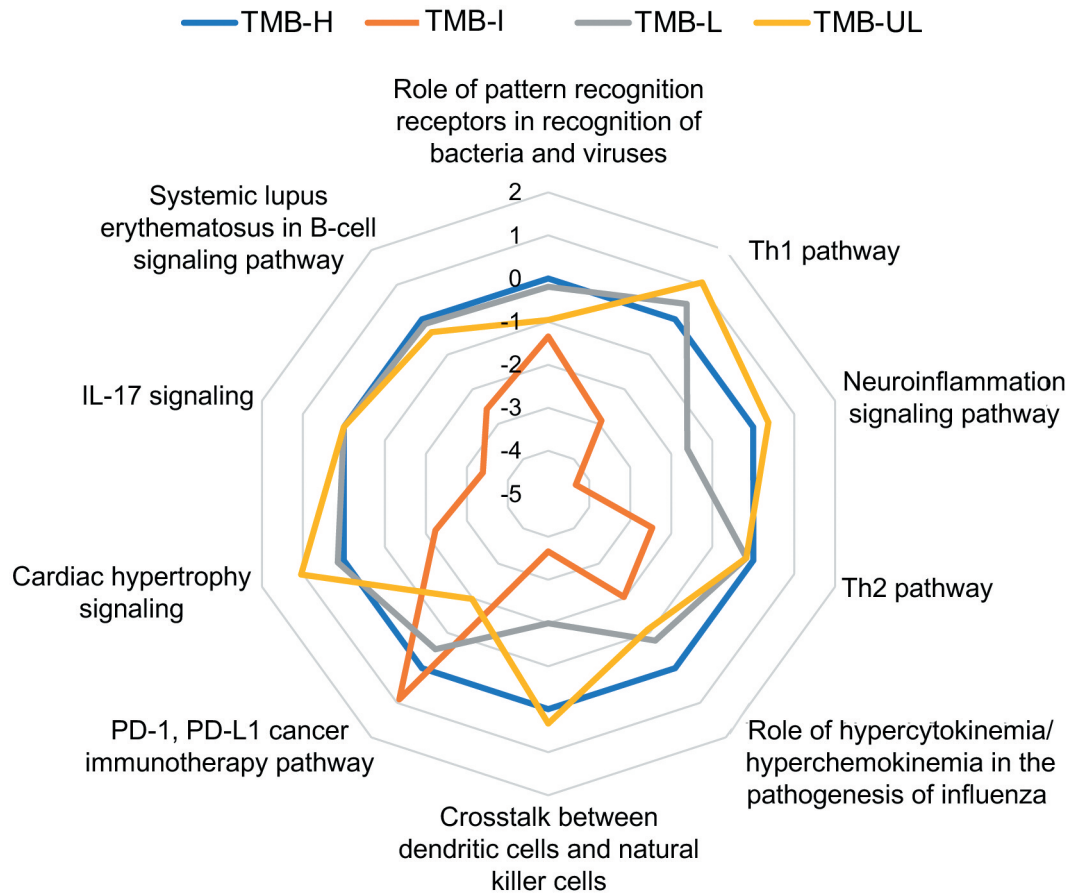 TMB-H TMB-I TMB-L TMB-UL
Role of pattern recognition
receptors in recognition of
bacteria and viruses
Systemic lupus
erythematosus in B-cell
signaling pathway
2
1
0
-1
-2
-3
-4
-5
Th1 pathway
IL-17 signaling
Neuroinflammation
signaling pathway
Cardiac hypertrophy
signaling
Th2 pathway
PD-1, PD-L1 cancer
immunotherapy pathway
Role of hypercytokinemia/
hyperchemokinemia in the
pathogenesis of influenza
Crosstalk between
dendritic cells and natural
killer cells